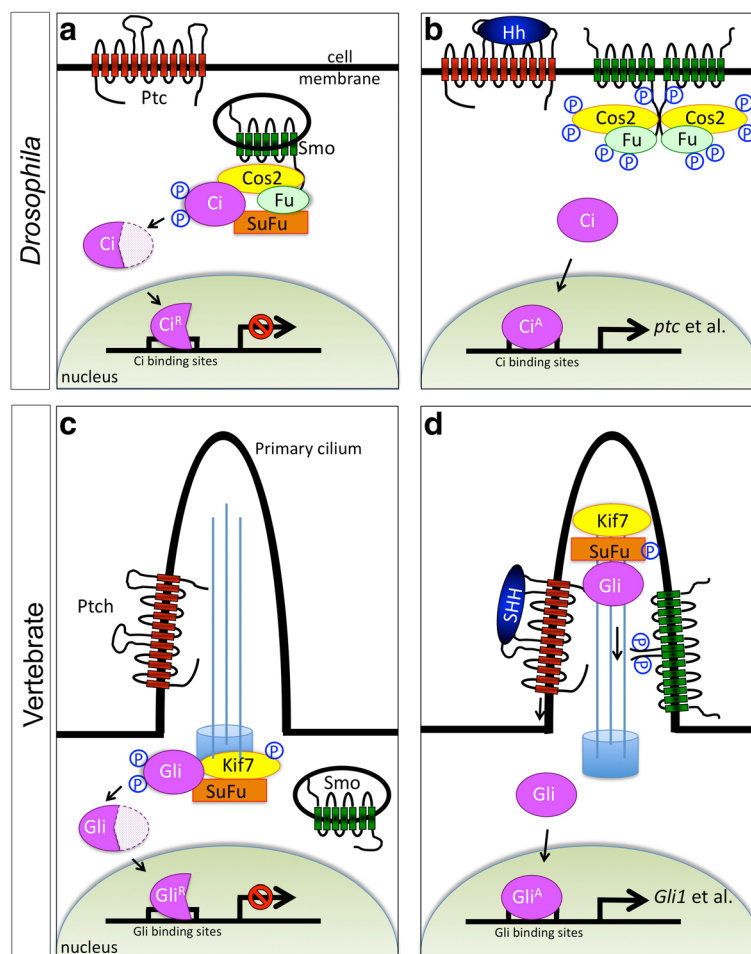 Drosophila
a
Ptc
cell
membrane
Smo
Cos2
P
P
Ci
Fu
SuFu
Ci
Ci^R
Ci binding sites
nucleus
b
Hh
P
P
P
P
Cos2
Cos2
P
P
Fu
Fu
P
P
P
P
Ci
Ci^A
ptc et al.
Ci binding sites
Vertebrate
c
Primary cilium
Ptch
P
P
P
Gli
Kif7
SuFu
Smo
Gli
Gli^R
Gli binding sites
nucleus
d
Kif7
SuFu
P
Gli
SHH
P
P
Gli
Gli^A
Gli1 et al.
Gli binding sites